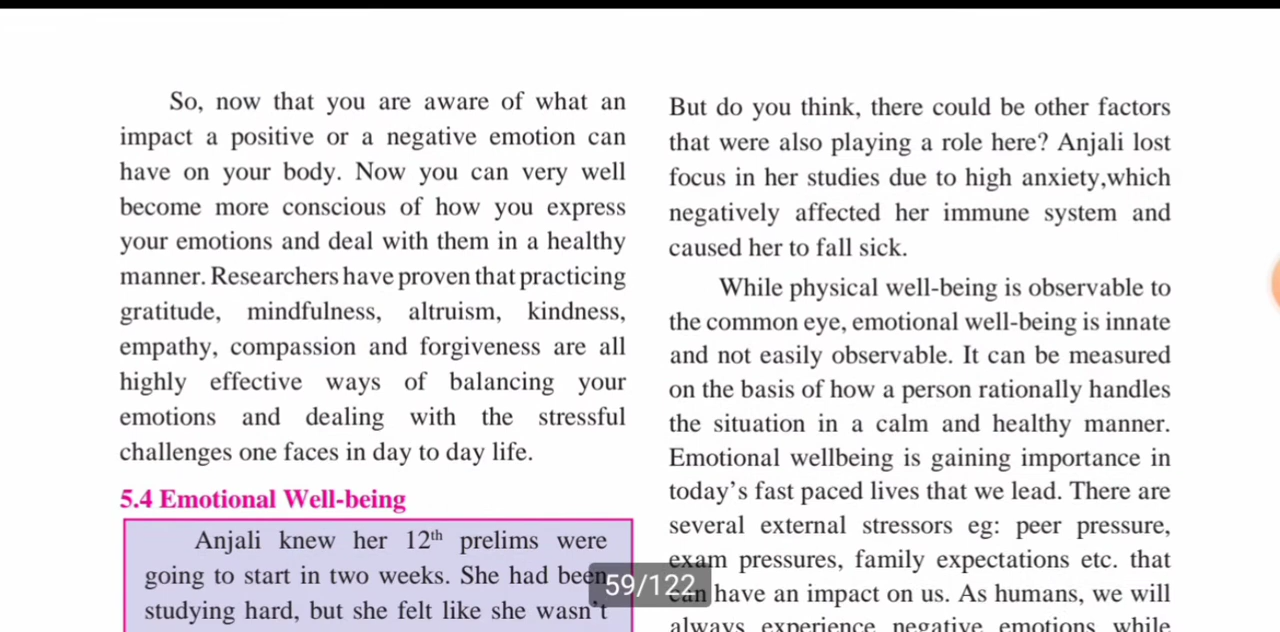 So, now that you are aware of what an
impact a positive or a negative emotion can
have on your body. Now you can very well
become more conscious of how you express
your emotions and deal with them in a healthy
manner. Researchers have proven that practicing
gratitude, mindfulness, altruism, kindness,
empathy, compassion and forgiveness are all
highly effective ways of balancing your
emotions and dealing with the stressful
challenges one faces in day to day life.
5.4 Emotional Well-being
Anjali knew her 12th prelims were
going to start in two weeks. She had been
studying hard, but she felt like she wasn't
But do you think, there could be other factors
that were also playing a role here? Anjali lost
focus in her studies due to high anxiety,which
negatively affected her immune system and
caused her to fall sick.
While physical well-being is observable to
the common eye, emotional well-being is innate
and not easily observable. It can be measured
on the basis of how a person rationally handles
the situation in a calm and healthy manner.
Emotional wellbeing is gaining importance in
today's fast paced lives that we lead. There are
several external stressors eg: peer pressure,
exam pressures, family expectations etc. that
can have an impact on us. As humans, we will
always experience negative emotions while
59/122